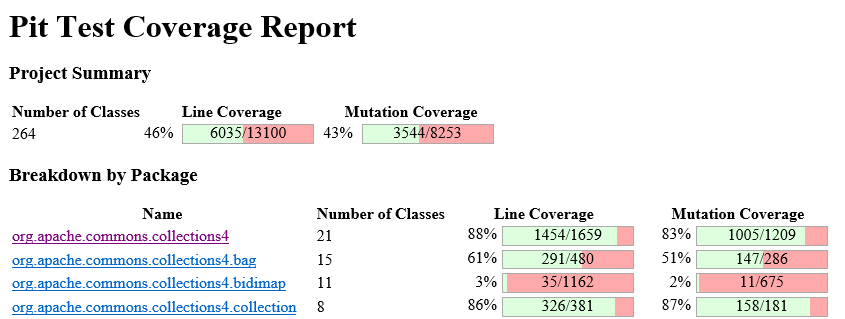 Pit Test Coverage Report
Project Summary
Number of Classes Line Coverage Mutation Coverage
264 46% 6035/13100 43% 3544/8253
Breakdown by Package
Name Number of Classes Line Coverage Mutation Coverage
org.apache.commons.collections4 21 88% 1454/1659 83% 1005/1209
org.apache.commons.collections4.bag 15 61% 291/480 51% 147/286
org.apache.commons.collections4.bidimap 11 3% 35/1162 2% 11/675
org.apache.commons.collections4.collection 8 86% 326/381 87% 158/181